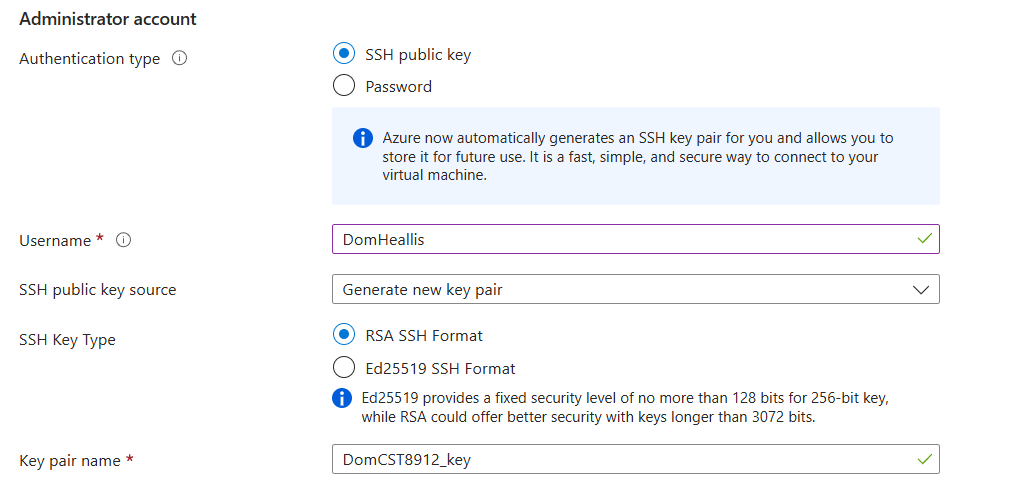 Administrator account
Authentication type
SSH public key
Password
Azure now automatically generates an SSH key pair for you and allows you to
store it for future use. It is a fast, simple, and secure way to connect to your
virtual machine.
Username *
DomHeallis
SSH public key source
Generate new key pair
SSH Key Type
RSA SSH Format
Ed25519 SSH Format
Ed25519 provides a fixed security level of no more than 128 bits for 256-bit key,
while RSA could offer better security with keys longer than 3072 bits.
Key pair name *
DomCST8912_key